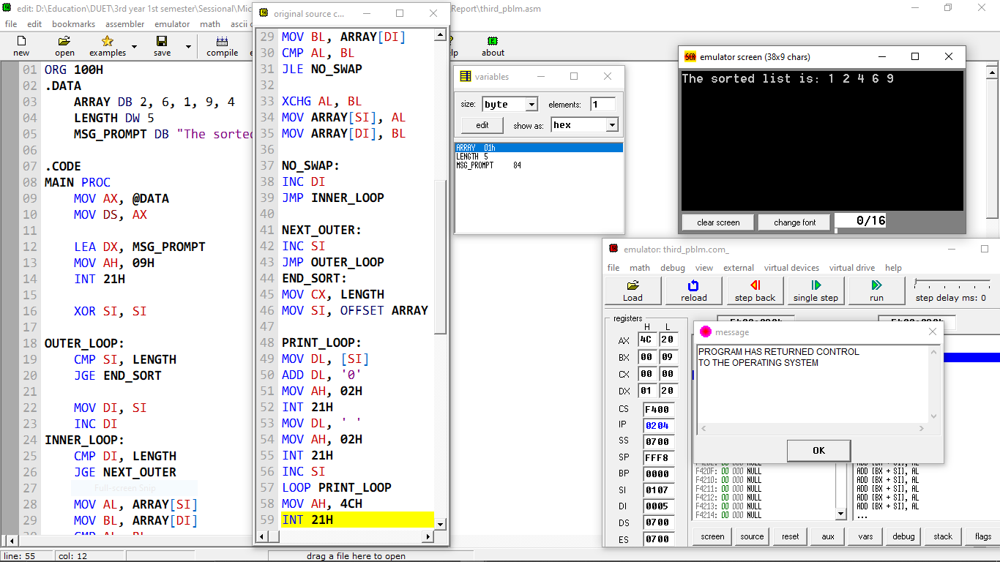 edit: D:\Education\DUET\3rd year 1st semester\Sessional\Mic
Report\third_pblm.asm
file edit bookmarks assembler emulator math ascii c
new open examples save compile
about
01 ORG 100H
02 .DATA
03 ARRAY DB 2, 6, 1, 9, 4
04 LENGTH DW 5
05 MSG_PROMPT DB "The sorted
06
07 .CODE
08 MAIN PROC
09 MOV AX, @DATA
10 MOV DS, AX
11
12 LEA DX, MSG_PROMPT
13 MOV AH, 09H
14 INT 21H
15
16 XOR SI, SI
17
18 OUTER_LOOP:
19 CMP SI, LENGTH
20 JGE END_SORT
21
22 MOV DI, SI
23 INC DI
24 INNER_LOOP:
25 CMP DI, LENGTH
26 JGE NEXT_OUTER
27
Full-screen Snip
28 MOV AL, ARRAY[SI]
29 MOV BL, ARRAY[DI]
30 CMP AL, BL
line: 55 col: 12 drag a file here to open
original source c...
29 MOV BL, ARRAY[DI]
30 CMP AL, BL
31 JLE NO_SWAP
32
33 XCHG AL, BL
34 MOV ARRAY[SI], AL
35 MOV ARRAY[DI], BL
36
37 NO_SWAP:
38 INC DI
39 JMP INNER_LOOP
40
41 NEXT_OUTER:
42 INC SI
43 JMP OUTER_LOOP
44 END_SORT:
45 MOV CX, LENGTH
46 MOV SI, OFFSET ARRAY
47
48 PRINT_LOOP:
49 MOV DL, [SI]
50 ADD DL, '0'
51 MOV AH, 02H
52 INT 21H
53 MOV DL, ' '
54 MOV AH, 02H
55 INT 21H
56 INC SI
57 LOOP PRINT_LOOP
58 MOV AH, 4CH
59 INT 21H
variables
size: byte elements: 1
edit show as: hex
ARRAY 01h
LENGTH 5
MSG_PROMPT 84
emulator screen (38x9 chars)
The sorted list is: 1 2 4 6 9
clear screen change font 0/16
emulator: third_pblm.com_
file math debug view external virtual devices virtual drive help
Load reload step back single step run step delay ms: 0
registers
H L
AX 4C 20
BX 00 09
CX 00 00
DX 01 20
CS F400
IP 0204
SS 0700
SP FFF8
BP 0000
SI 0107
DI 0005
DS 0700
ES 0700
message
PROGRAM HAS RETURNED CONTROL
TO THE OPERATING SYSTEM
OK
F4210: 00 000 NULL ADD [BX + SI], AL
F4211: 00 000 NULL ADD [BX + SI], AL
F4212: 00 000 NULL ADD [BX + SI], AL
F4213: 00 000 NULL ADD [BX + SI], AL
F4214: 00 000 NULL ...
screen source reset aux vars debug stack flags